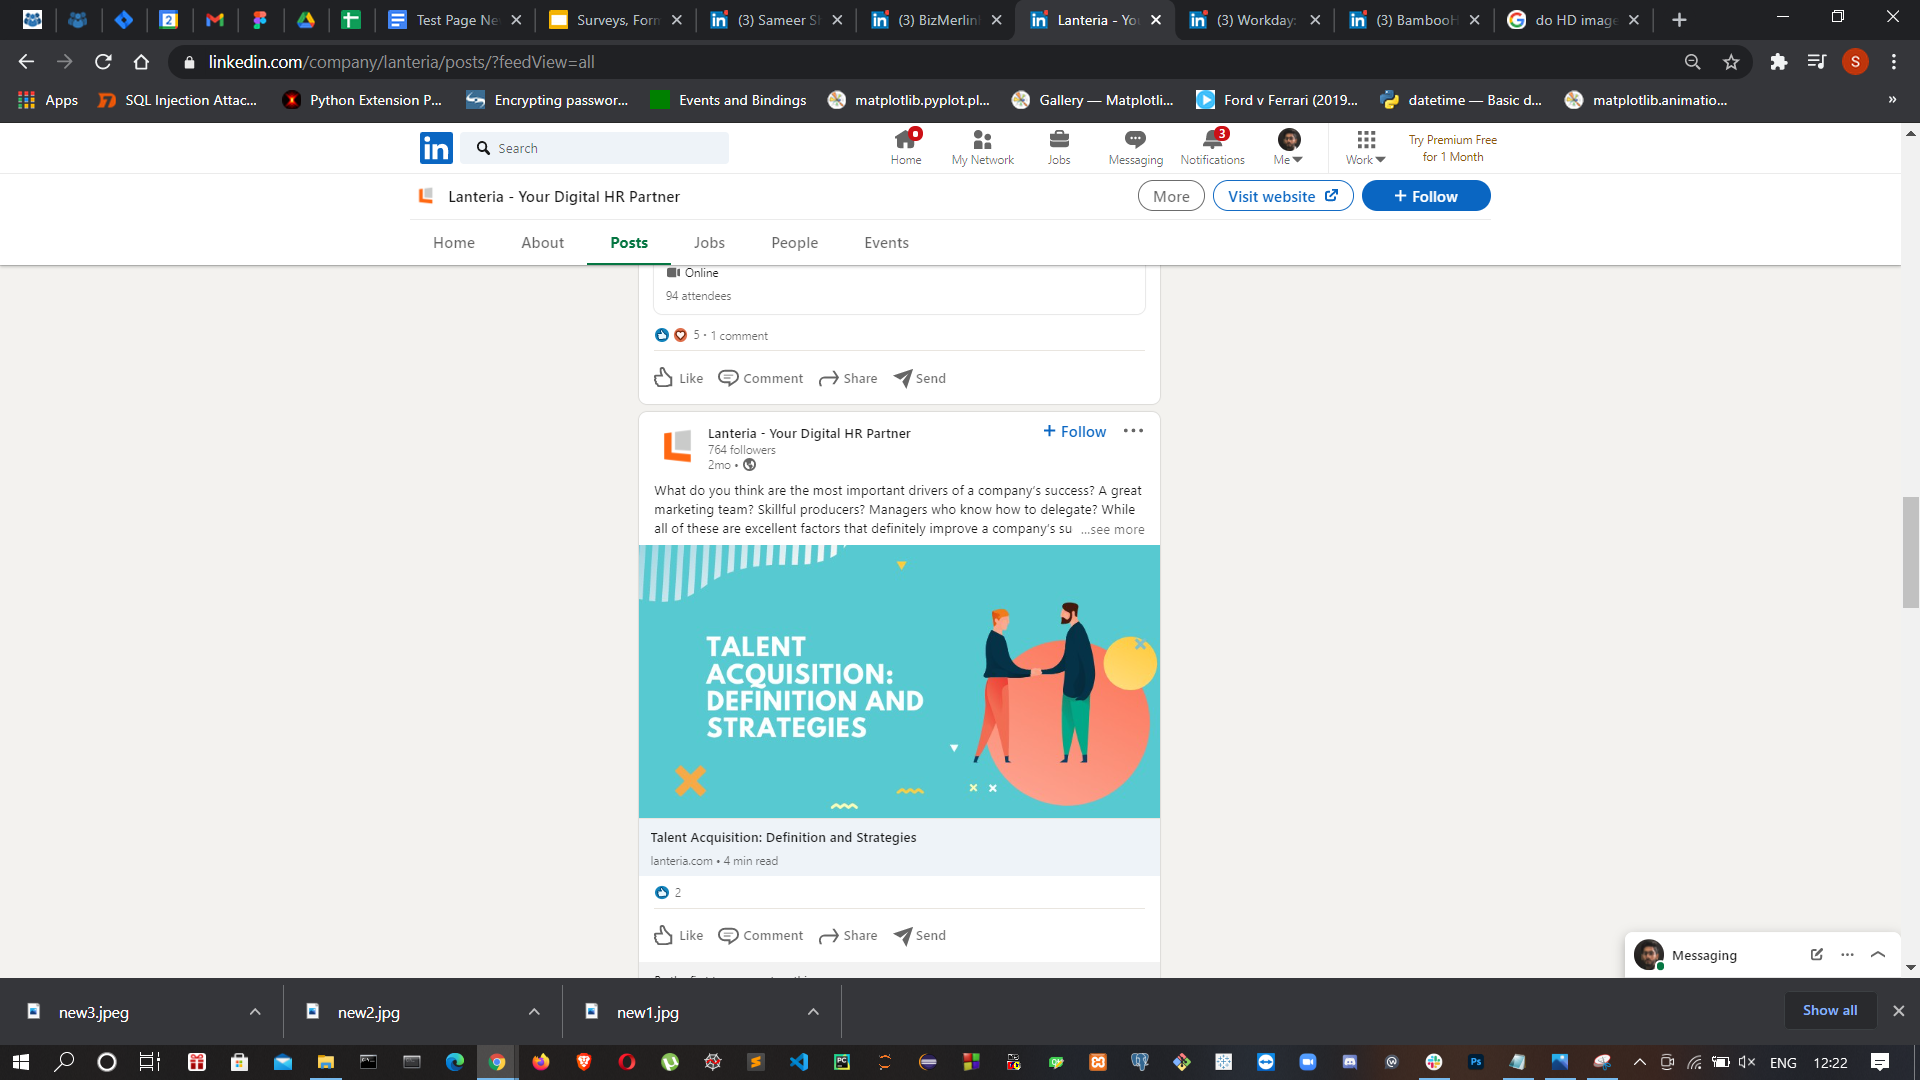 Test Page Ne
Surveys, Forn
(3) Sameer S
(3) BizMerlin
Lanteria - You
(3) Workday:
(3) BambooH
do HD image
linkedin.com/company/lanteria/posts/?feedView=all
S
Apps
SQL Injection Attac...
Python Extension P...
Encrypting passwor...
Events and Bindings
matplotlib.pyplot.pl...
Gallery — Matplotli...
Ford v Ferrari (2019...
datetime — Basic d...
matplotlib.animatio...
»
in
Search
Home
My Network
Jobs
Messaging
3
Notifications
Me
Work
Try Premium Free
for 1 Month
Lanteria - Your Digital HR Partner
More
Visit website
+ Follow
Home
About
Posts
Jobs
People
Events
Online
94 attendees
5 · 1 comment
Like
Comment
Share
Send
Lanteria - Your Digital HR Partner
764 followers
2mo •
+ Follow
What do you think are the most important drivers of a company's success? A great
marketing team? Skillful producers? Managers who know how to delegate? While
all of these are excellent factors that definitely improve a company's su ...see more
TALENT
ACQUISITION:
DEFINITION AND
STRATEGIES
Talent Acquisition: Definition and Strategies
lanteria.com • 4 min read
2
Like
Comment
Share
Send
Messaging
new3.jpeg
new2.jpg
new1.jpg
Show all
ENG
12:22